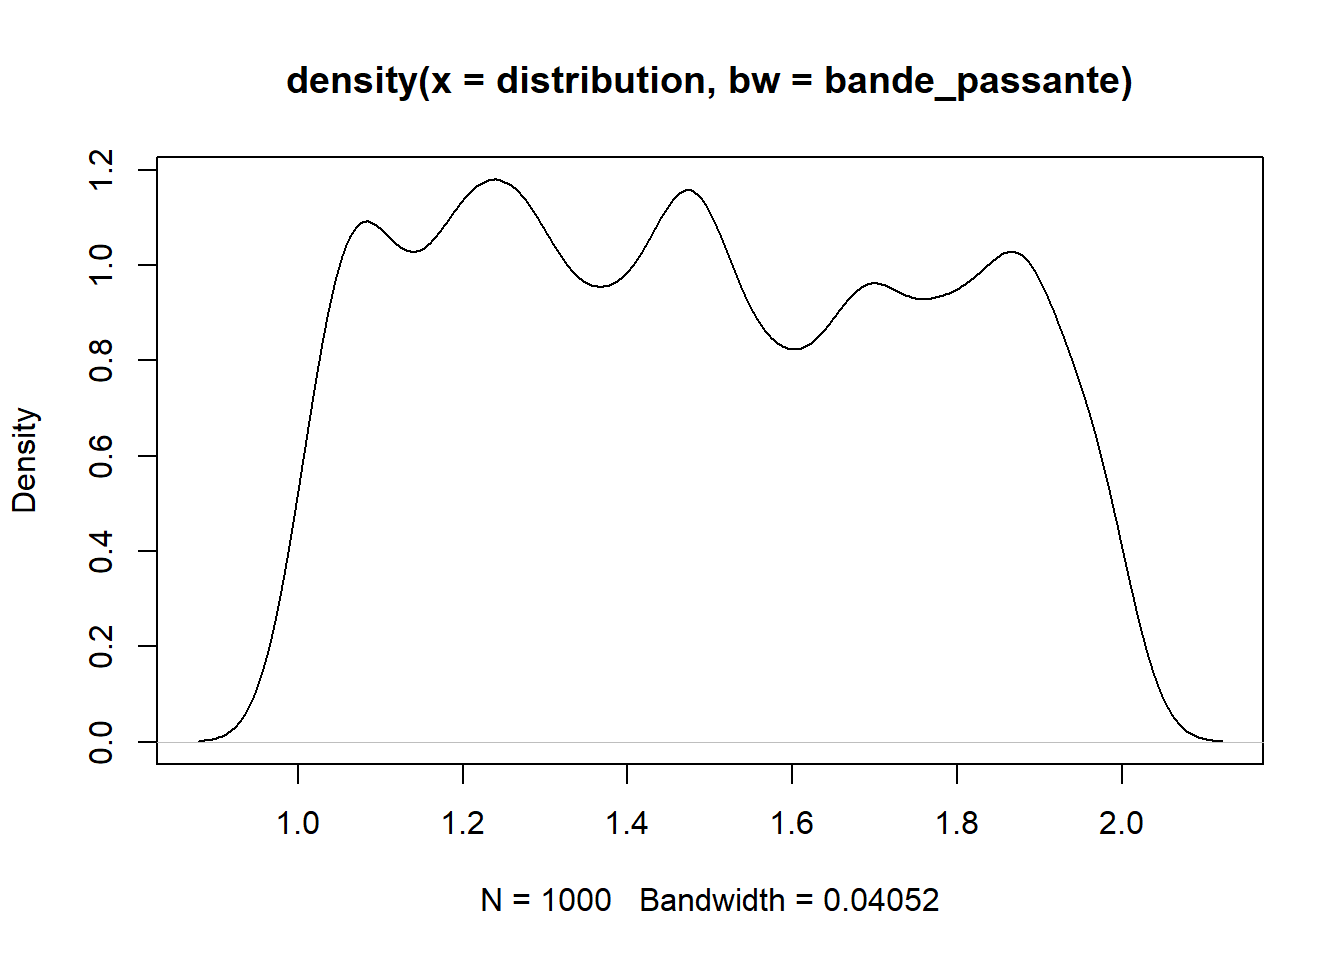 density(x = distribution, bw = bande_passante)
Density
1.2
1.0
0.8
0.6
0.4
0.2
0.0
1.0 1.2 1.4 1.6 1.8 2.0
N = 1000 Bandwidth = 0.04052